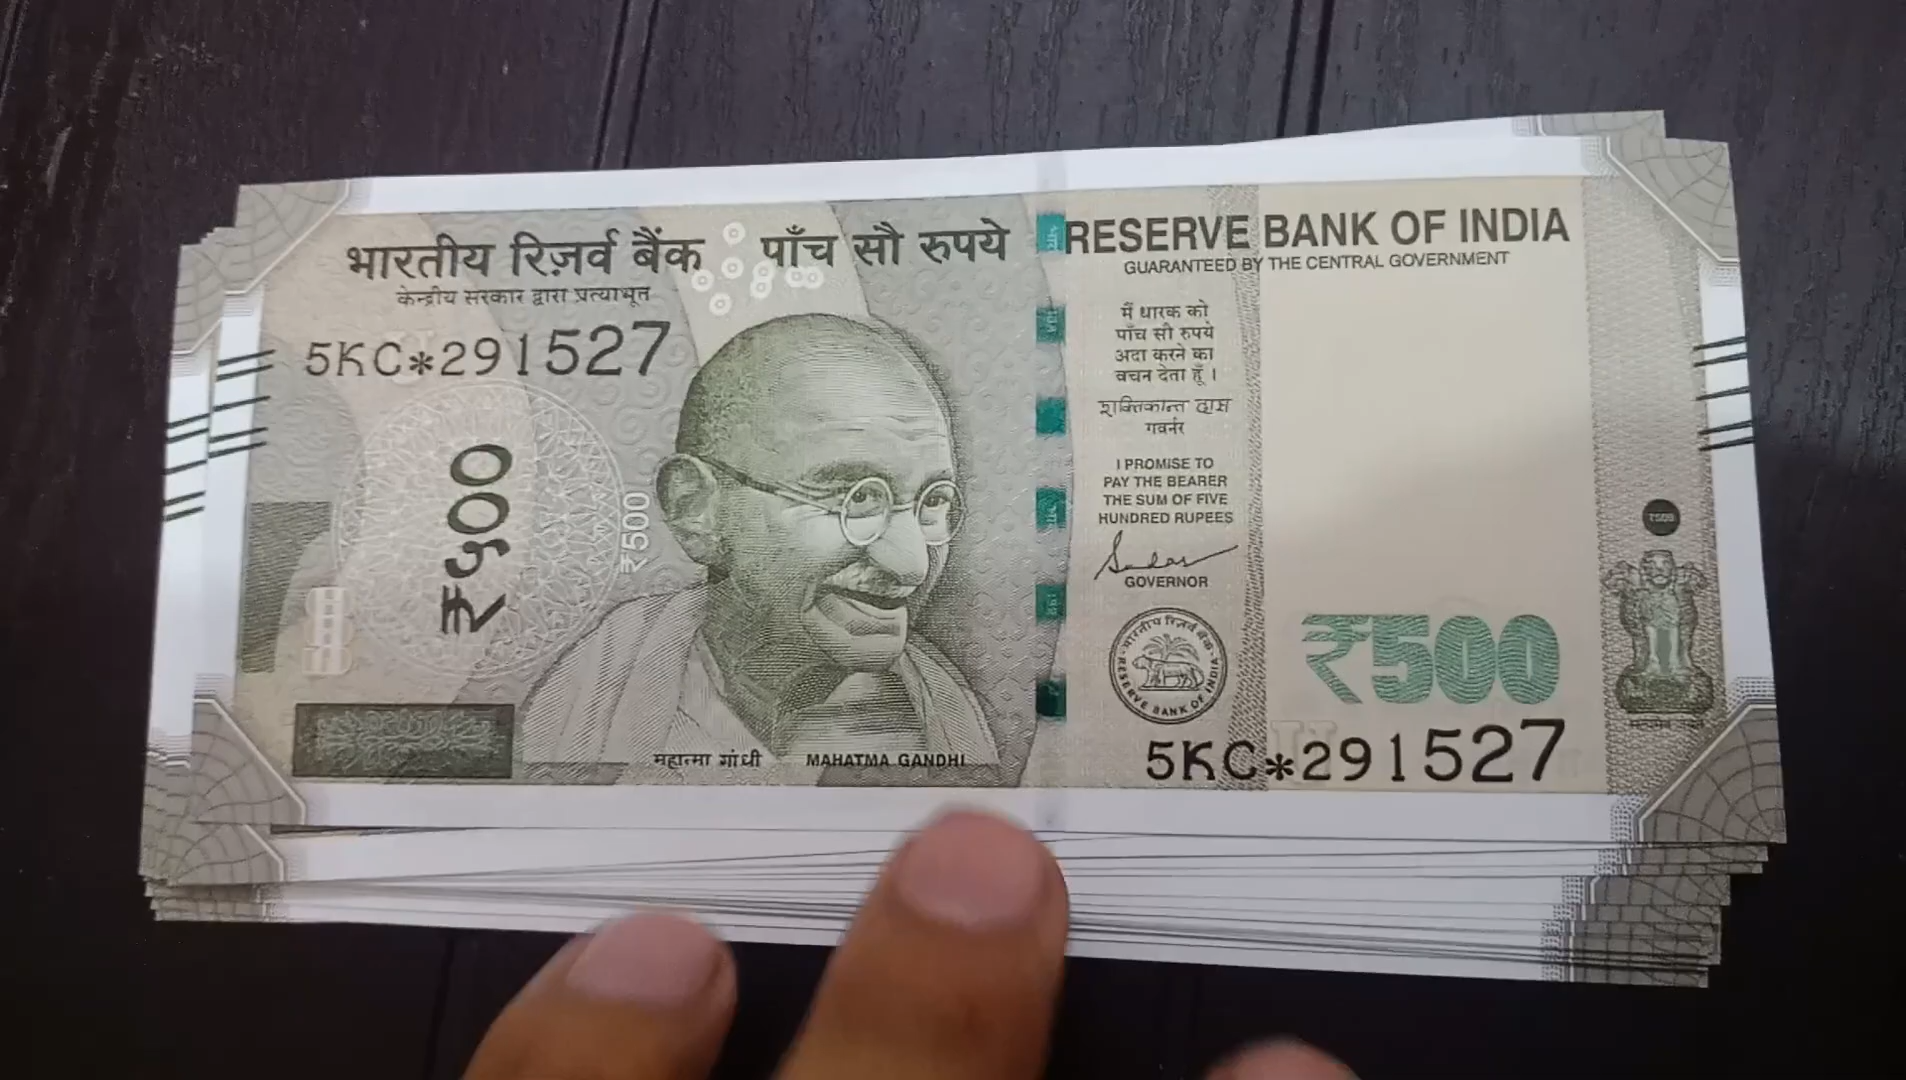 भारतीय रिज़र्व बैंक
केन्द्रीय सरकार द्वारा प्रत्याभूत
पाँच सौ रुपये
RESERVE BANK OF INDIA
GUARANTEED BY THE CENTRAL GOVERNMENT
5KC*291527
₹५००
₹500
मैं धारक को
पाँच सौ रुपये
अदा करने का
वचन देता हूँ।
शक्तिकान्त दास
गवर्नर
I PROMISE TO
PAY THE BEARER
THE SUM OF FIVE
HUNDRED RUPEES
GOVERNOR
भारतीय रिज़र्व बैंक
RESERVE BANK OF INDIA
₹500
5KC*291527
महात्मा गांधी
MAHATMA GANDHI